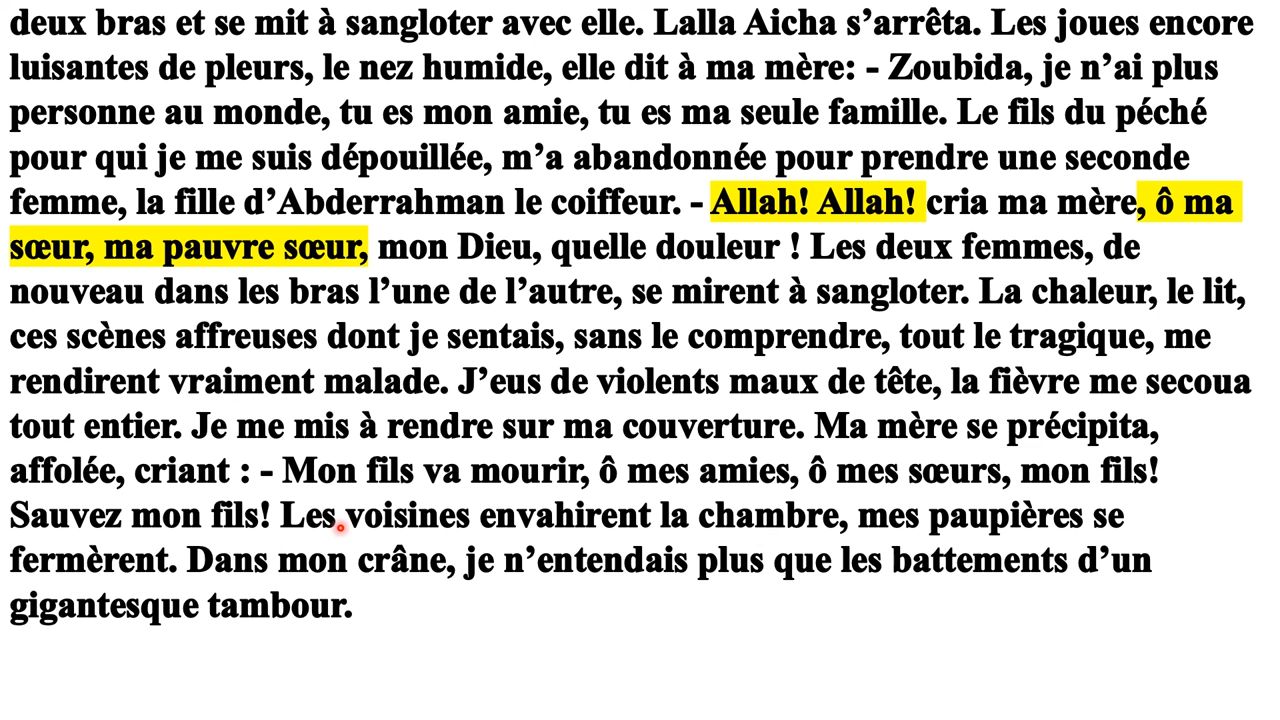 deux bras et se mit à sangloter avec elle. Lalla Aicha s’arrêta. Les joues encore
luisantes de pleurs, le nez humide, elle dit à ma mère: - Zoubida, je n’ai plus
personne au monde, tu es mon amie, tu es ma seule famille. Le fils du péché
pour qui je me suis dépouillée, m’a abandonnée pour prendre une seconde
femme, la fille d’Abderrahman le coiffeur. - Allah! Allah! cria ma mère, ô ma
sœur, ma pauvre sœur, mon Dieu, quelle douleur ! Les deux femmes, de
nouveau dans les bras l’une de l’autre, se mirent à sangloter. La chaleur, le lit,
ces scènes affreuses dont je sentais, sans le comprendre, tout le tragique, me
rendirent vraiment malade. J’eus de violents maux de tête, la fièvre me secoua
tout entier. Je me mis à rendre sur ma couverture. Ma mère se précipita,
affolée, criant : - Mon fils va mourir, ô mes amies, ô mes sœurs, mon fils!
Sauvez mon fils! Les voisines envahirent la chambre, mes paupières se
fermèrent. Dans mon crâne, je n’entendais plus que les battements d’un
gigantesque tambour.